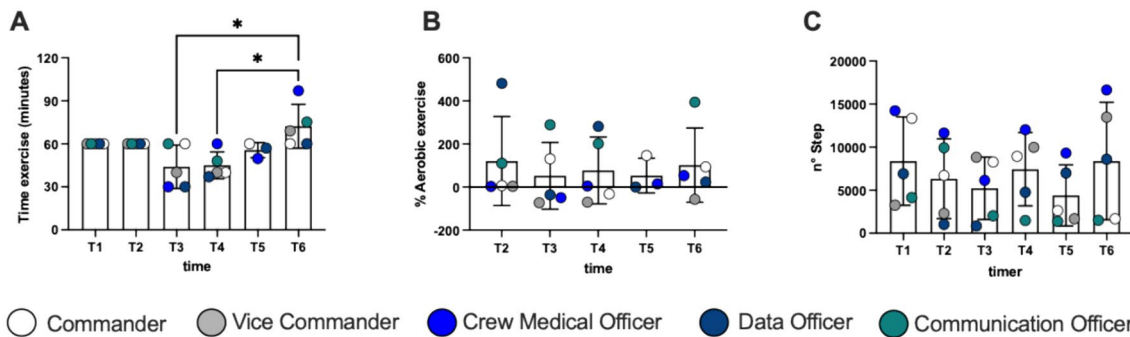 A
B
C
*
*
Time exercise (minutes)
120
90
60
30
0
T1 T2 T3 T4 T5 T6
time
% Aerobic exercise
600
400
200
0
-200
T2 T3 T4 T5 T6
time
n° Step
20000
15000
10000
5000
0
T1 T2 T3 T4 T5 T6
timer
Commander Vice Commander Crew Medical Officer Data Officer Communication Officer